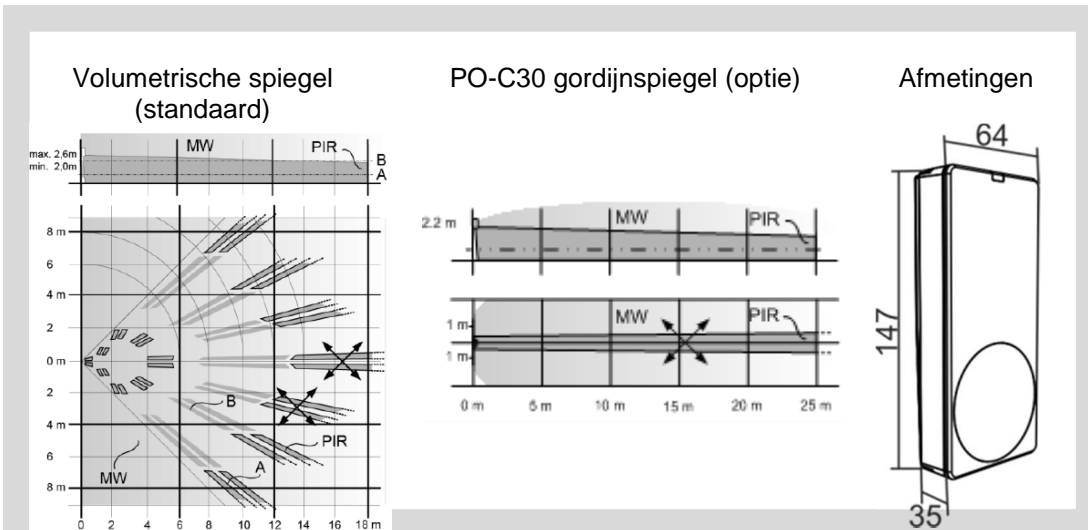 Volumetrische spiegel
(standaard)
PO-C30 gordijnspiegel (optie)
Afmetingen
MW
PIR
max. 2,6m
min. 2,0m
B
A
8 m
6
4 m
2
0 m
2
4 m
6
8 m
B
PIR
A
MW
0 2 4 6 8 10 12 14 16 18 m
2.2 m
MW
PIR
MW
PIR
1 m
1 m
0 m 5 m 10 m 15 m 20 m 25 m
64
147
35